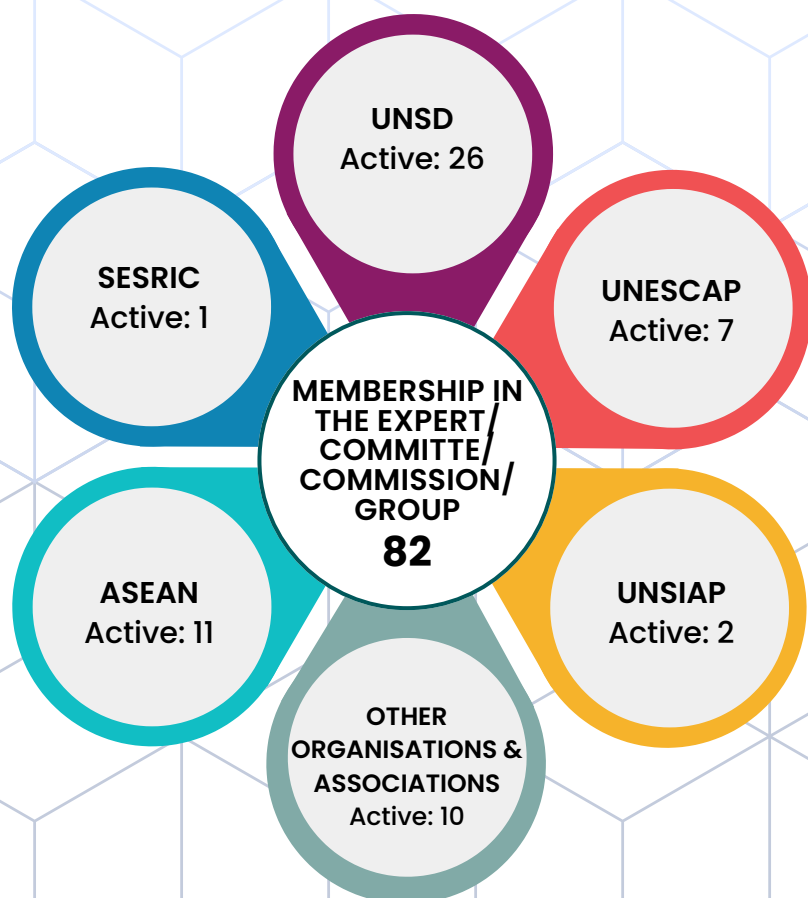 UNSD
Active: 26
SESRIC
Active: 1
UNESCAP
Active: 7
MEMBERSHIP IN
THE EXPERT/
COMMITTE/
COMMISSION/
GROUP
82
ASEAN
Active: 11
UNSIAP
Active: 2
OTHER
ORGANISATIONS &
ASSOCIATIONS
Active: 10